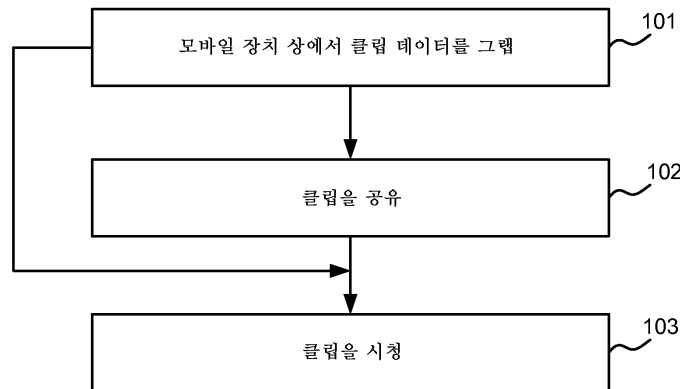 모바일 장치 상에서 클립 데이터를 그랩
101
클립을 공유
102
클립을 시청
103